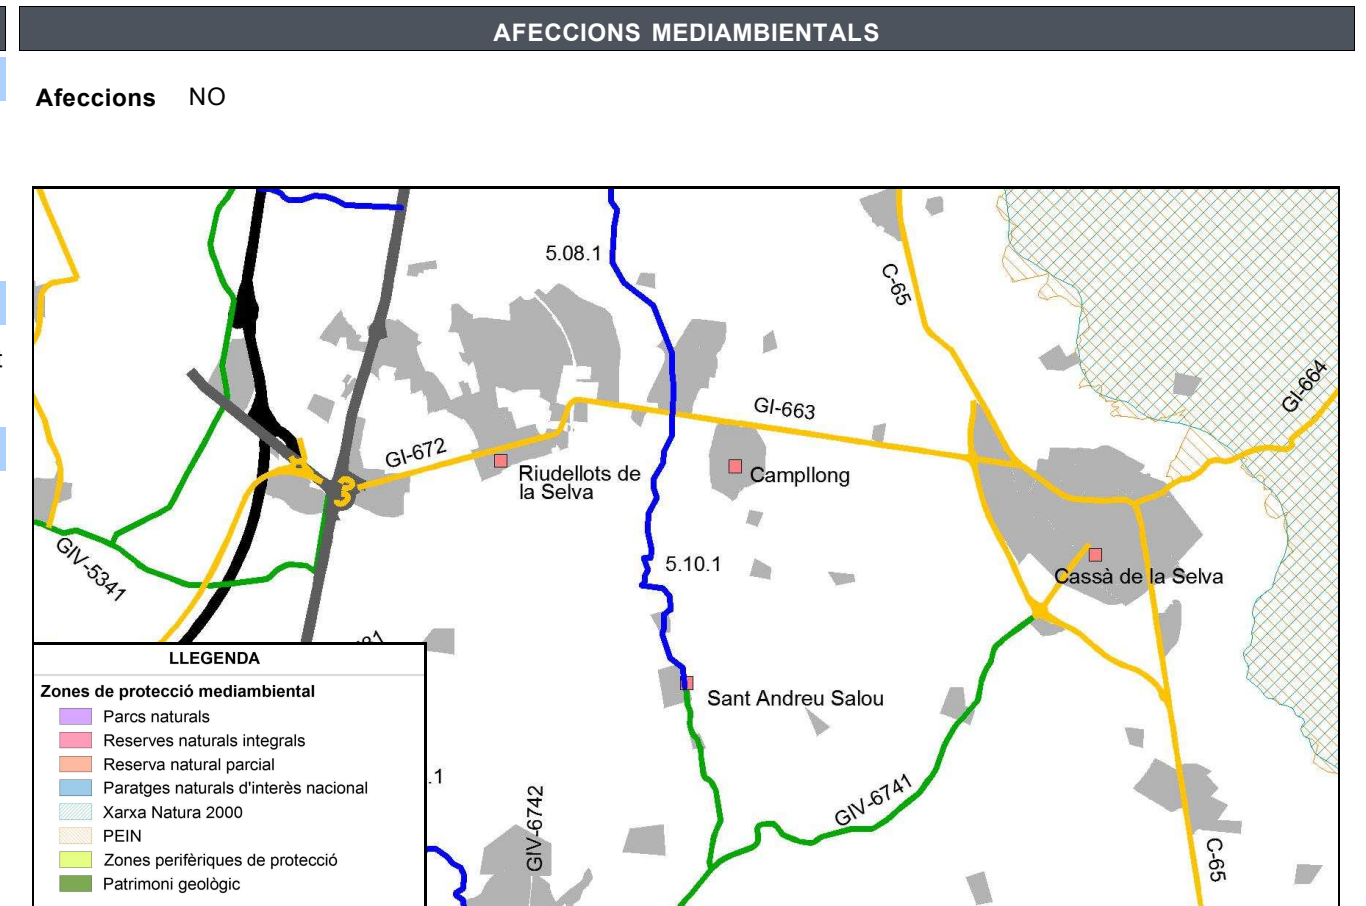 AFECCIONS MEDIAMBIENTALS
Afeccions NO
5.08.1
C-65
GI-664
GI-663
GI-672
3
Riudellots de
la Selva
Campllong
GIV-5341
5.10.1
Cassà de la Selva
Sant Andreu Salou
GIV-6741
GIV-6742
C-65
.1
LLEGENDA
Zones de protecció mediambiental
Parcs naturals
Reserves naturals integrals
Reserva natural parcial
Paratges naturals d'interès nacional
Xarxa Natura 2000
PEIN
Zones perifèriques de protecció
Patrimoni geològic